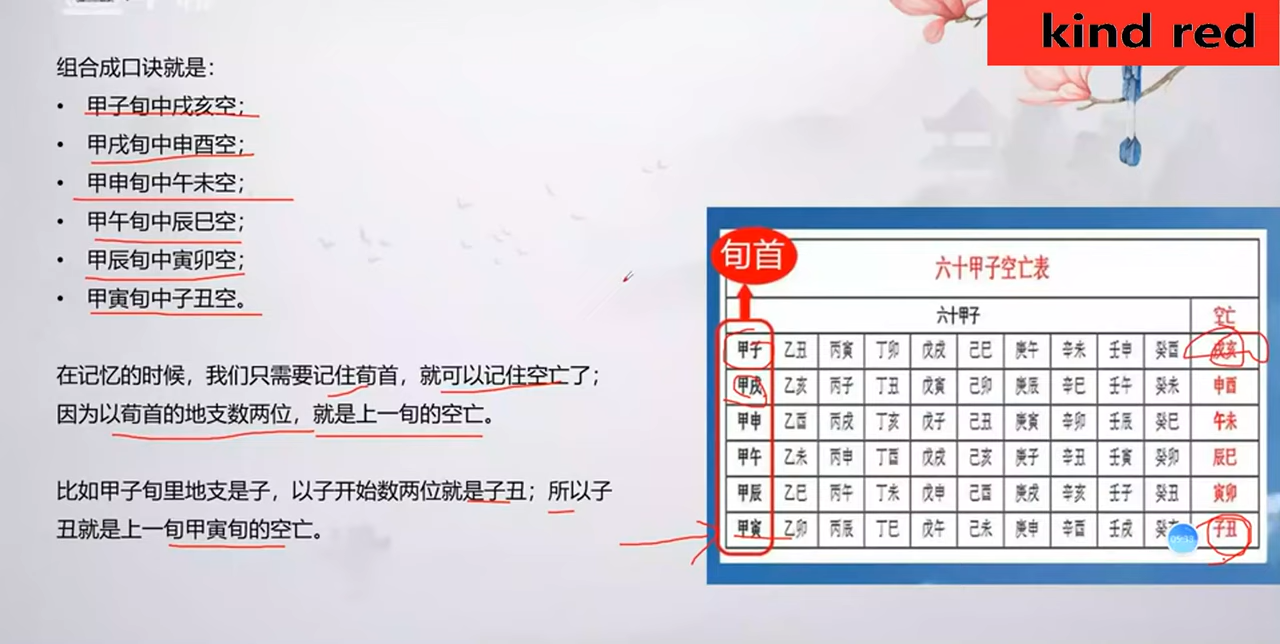 kind red
组合成口诀就是：
• 甲子旬中戌亥空；
• 甲戌旬中申酉空；
• 甲申旬中午未空；
• 甲午旬中辰巳空；
• 甲辰旬中寅卯空；
• 甲寅旬中子丑空。
在记忆的时候，我们只需要记住荀首，就可以记住空亡了；
因为以荀首的地支数两位，就是上一旬的空亡。
比如甲子旬里地支是子，以子开始数两位就是子丑；所以子
丑就是上一旬甲寅旬的空亡。
旬首
六十甲子空亡表
六十甲子 空亡
甲子 乙丑 丙寅 丁卯 戊戌 己巳 庚午 辛未 壬申 癸酉 戌亥
甲戌 乙亥 丙子 丁丑 戊寅 己卯 庚辰 辛巳 壬午 癸未 申酉
甲申 乙酉 丙戌 丁亥 戊子 己丑 庚寅 辛卯 壬辰 癸巳 午未
甲午 乙未 丙申 丁酉 戊戌 己亥 庚子 辛丑 壬寅 癸卯 辰巳
甲辰 乙巳 丙午 丁未 戊申 己酉 庚戌 辛亥 壬子 癸丑 寅卯
甲寅 乙卯 丙辰 丁巳 戊午 己未 庚申 辛酉 壬戌 癸 子丑